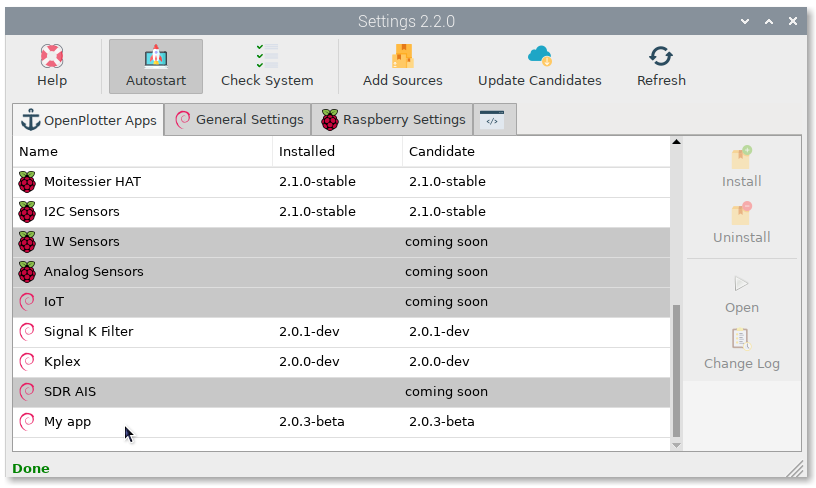 Settings 2.2.0
Help Autostart Check System Add Sources Update Candidates Refresh
OpenPlotter Apps General Settings Raspberry Settings </>
Name Installed Candidate
Moitessier HAT 2.1.0-stable 2.1.0-stable
I2C Sensors 2.1.0-stable 2.1.0-stable
1W Sensors coming soon
Analog Sensors coming soon
IoT coming soon
Signal K Filter 2.0.1-dev 2.0.1-dev
Kplex 2.0.0-dev 2.0.0-dev
SDR AIS coming soon
My app 2.0.3-beta 2.0.3-beta
Install
Uninstall
Open
Change Log
Done